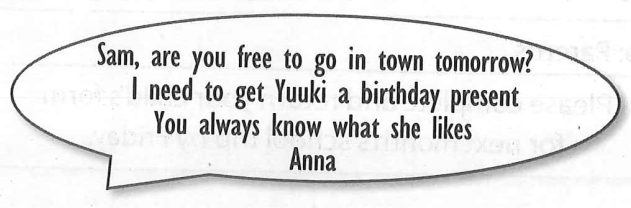 Sam, are you free to go in town tomorrow?
I need to get Yuuki a birthday present
You always know what she likes
Anna